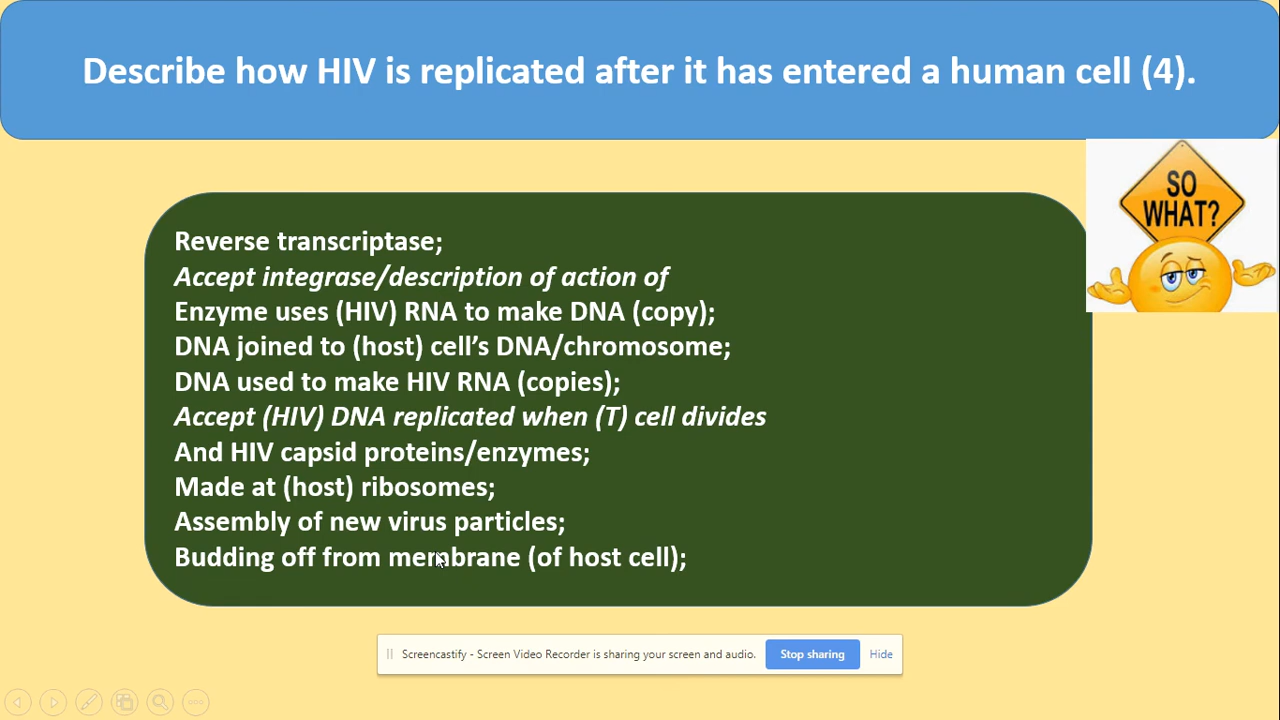 Describe how HIV is replicated after it has entered a human cell (4).
SO
WHAT?
Reverse transcriptase;
Accept integrase/description of action of
Enzyme uses (HIV) RNA to make DNA (copy);
DNA joined to (host) cell’s DNA/chromosome;
DNA used to make HIV RNA (copies);
Accept (HIV) DNA replicated when (T) cell divides
And HIV capsid proteins/enzymes;
Made at (host) ribosomes;
Assembly of new virus particles;
Budding off from membrane (of host cell);
Screencastify - Screen Video Recorder is sharing your screen and audio. Stop sharing Hide